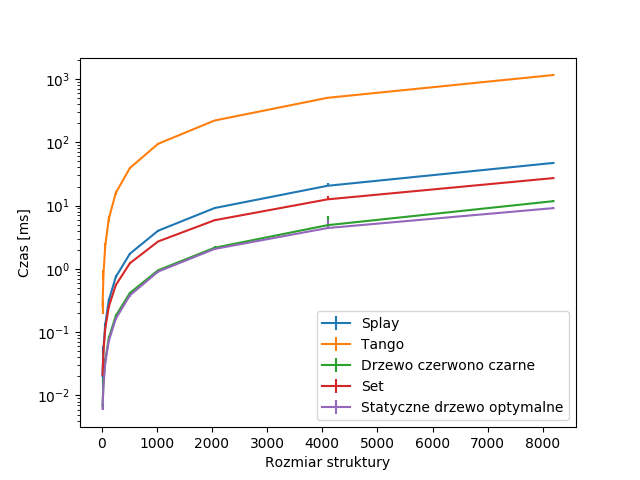 10³
10²
10¹
10⁰
10⁻¹
10⁻²
Czas [ms]
Splay
Tango
Drzewo czerwono czarne
Set
Statyczne drzewo optymalne
0 1000 2000 3000 4000 5000 6000 7000 8000
Rozmiar struktury